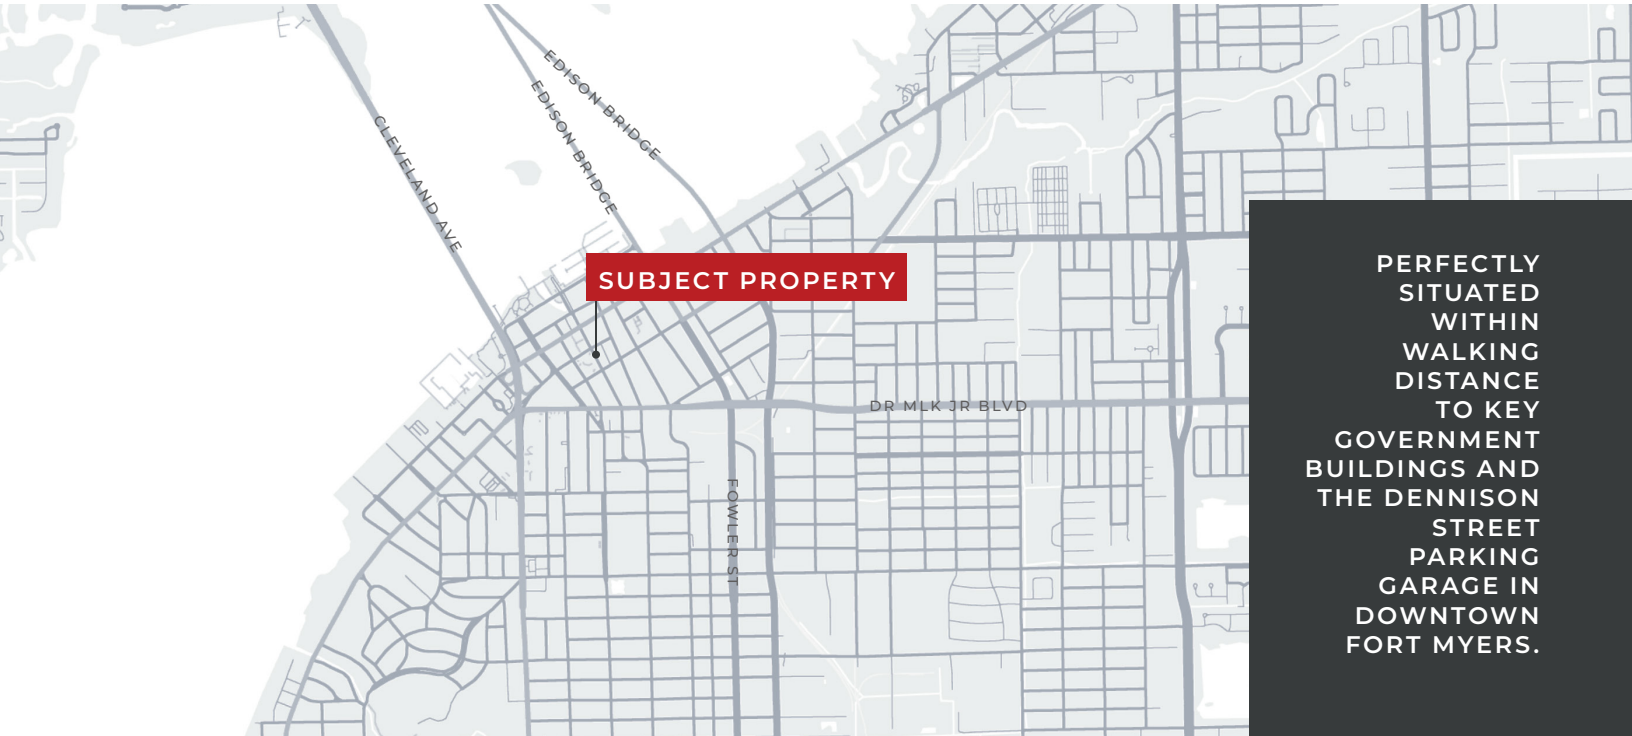 EDISON BRIDGE
EDISON BRIDGE
CLEVELAND AVE
SUBJECT PROPERTY
DR MLK JR BLVD
FOWLER ST
PERFECTLY
SITUATED
WITHIN
WALKING
DISTANCE
TO KEY
GOVERNMENT
BUILDINGS AND
THE DENNISON
STREET
PARKING
GARAGE IN
DOWNTOWN
FORT MYERS.